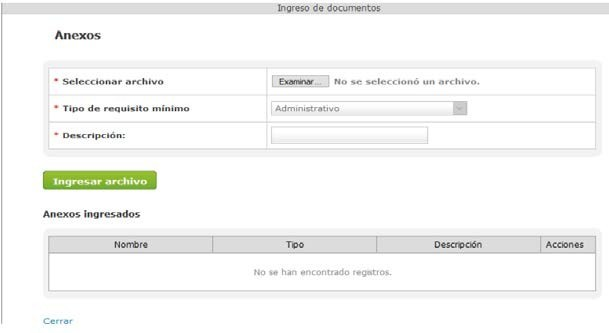 Ingreso de documentos
Anexos
* Seleccionar archivo Examinar... No se seleccionó un archivo.
* Tipo de requisito mínimo Administrativo
* Descripción:
Ingresar archivo
Anexos ingresados
Nombre Tipo Descripción Acciones
No se han encontrado registros.
Cerrar